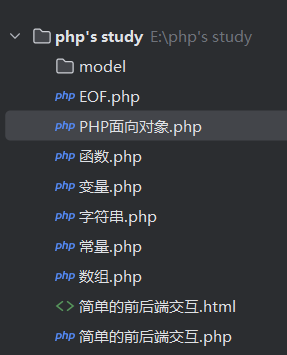 php's study E:\php's study
model
php EOF.php
php PHP面向对象.php
php 函数.php
php 变量.php
php 字符串.php
php 常量.php
php 数组.php
<> 简单的前后端交互.html
php 简单的前后端交互.php